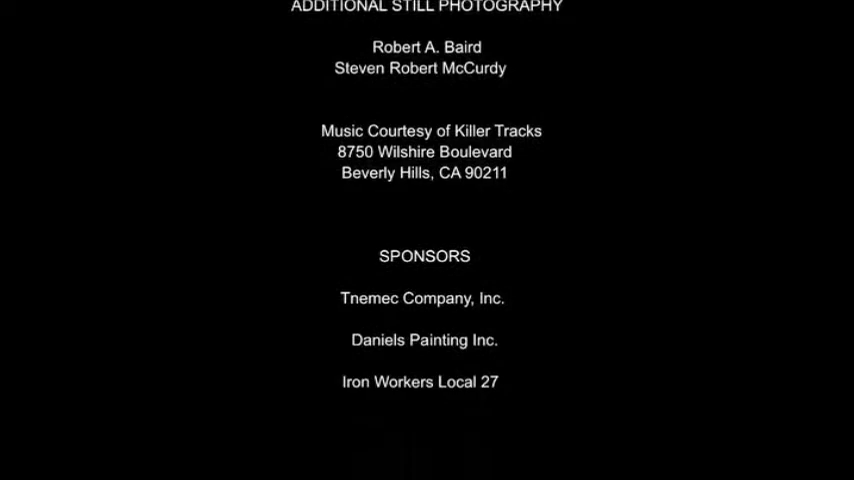 ADDITIONAL STILL PHOTOGRAPHY
Robert A. Baird
Steven Robert McCurdy
Music Courtesy of Killer Tracks
8750 Wilshire Boulevard
Beverly Hills, CA 90211
SPONSORS
Tnemec Company, Inc.
Daniels Painting Inc.
Iron Workers Local 27